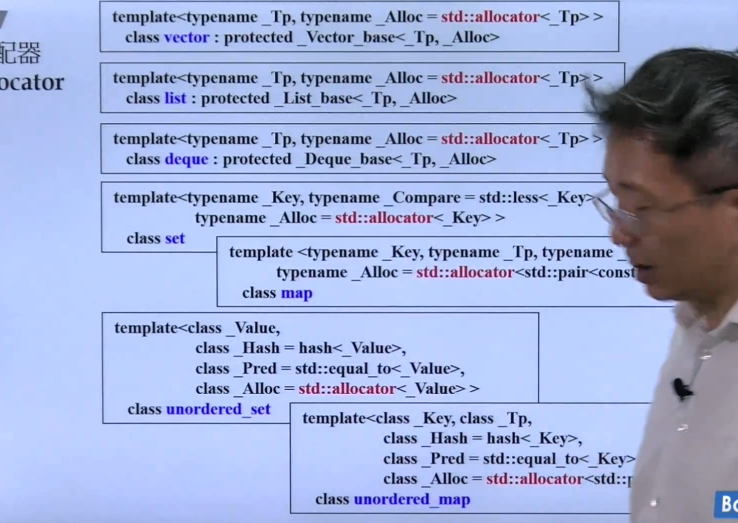 配器
ocator
template<typename _Tp, typename _Alloc = std::allocator<_Tp> >
class vector : protected _Vector_base<_Tp, _Alloc>
template<typename _Tp, typename _Alloc = std::allocator<_Tp> >
class list : protected _List_base<_Tp, _Alloc>
template<typename _Tp, typename _Alloc = std::allocator<_Tp> >
class deque : protected _Deque_base<_Tp, _Alloc>
template<typename _Key, typename _Compare = std::less<_Key>
typename _Alloc = std::allocator<_Key> >
class set
template <typename _Key, typename _Tp, typename _
typename _Alloc = std::allocator<std::pair<const
class map
template<class _Value,
class _Hash = hash<_Value>,
class _Pred = std::equal_to<_Value>,
class _Alloc = std::allocator<_Value> >
class unordered_set
template<class _Key, class _Tp,
class _Hash = hash<_Key>,
class _Pred = std::equal_to<_Key>
class _Alloc = std::allocator<std::p
class unordered_map
Bo